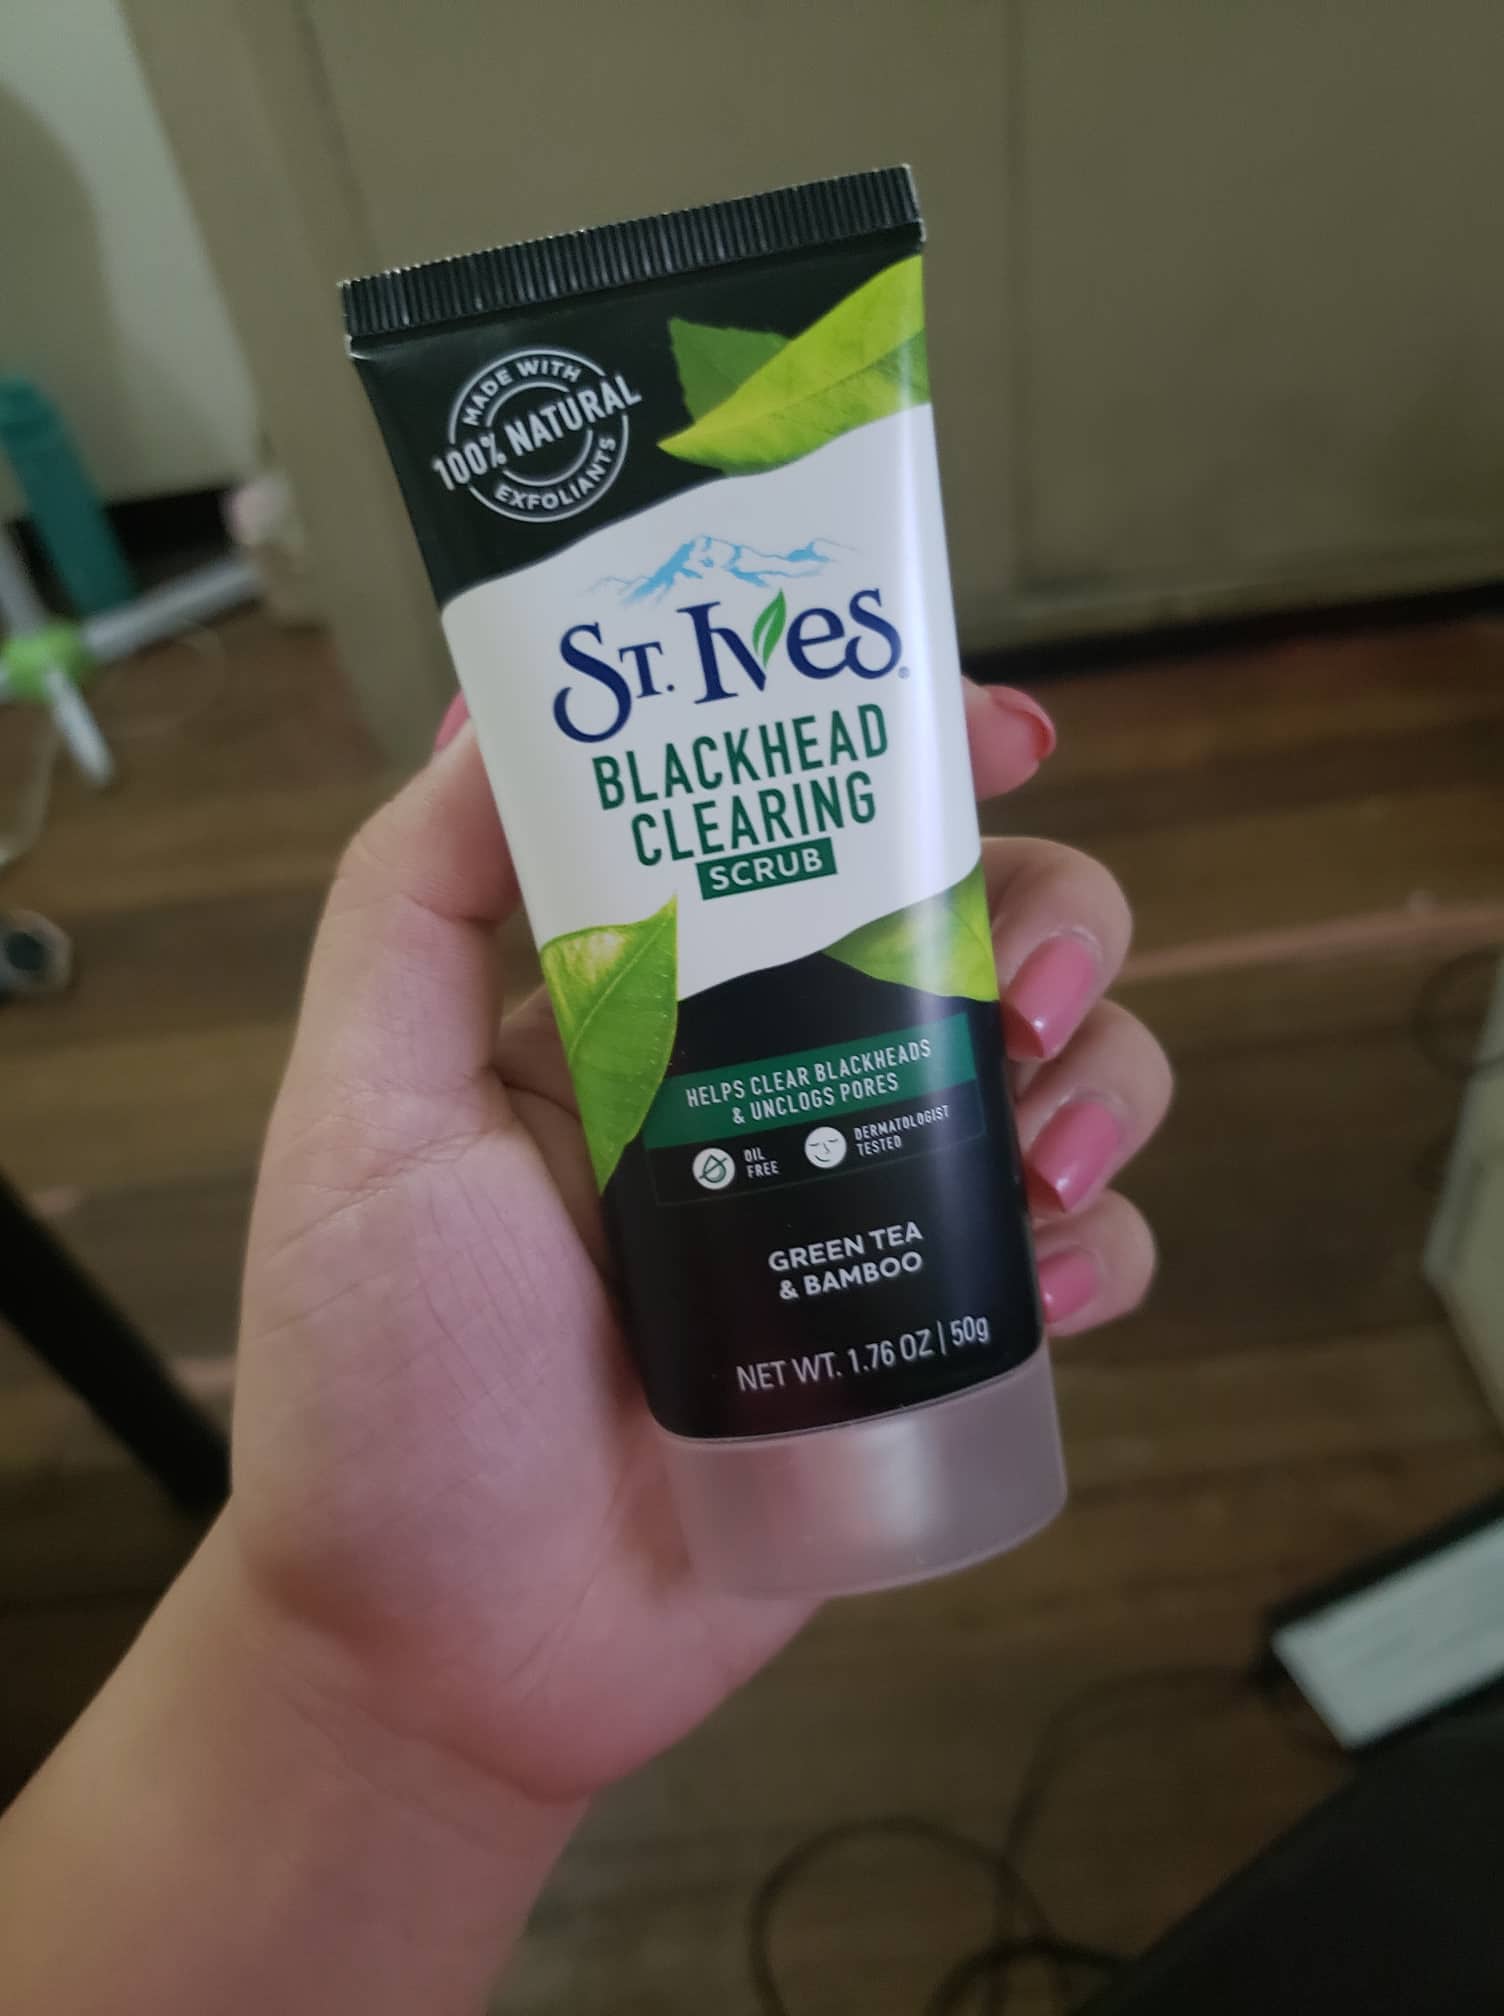 MADE WITH
100% NATURAL
EXFOLIANTS
ST. IVES®
BLACKHEAD
CLEARING
SCRUB
HELPS CLEAR BLACKHEADS
& UNCLOGS PORES
OIL
FREE
DERMATOLOGIST
TESTED
GREEN TEA
& BAMBOO
NET WT. 1.76 OZ | 50g